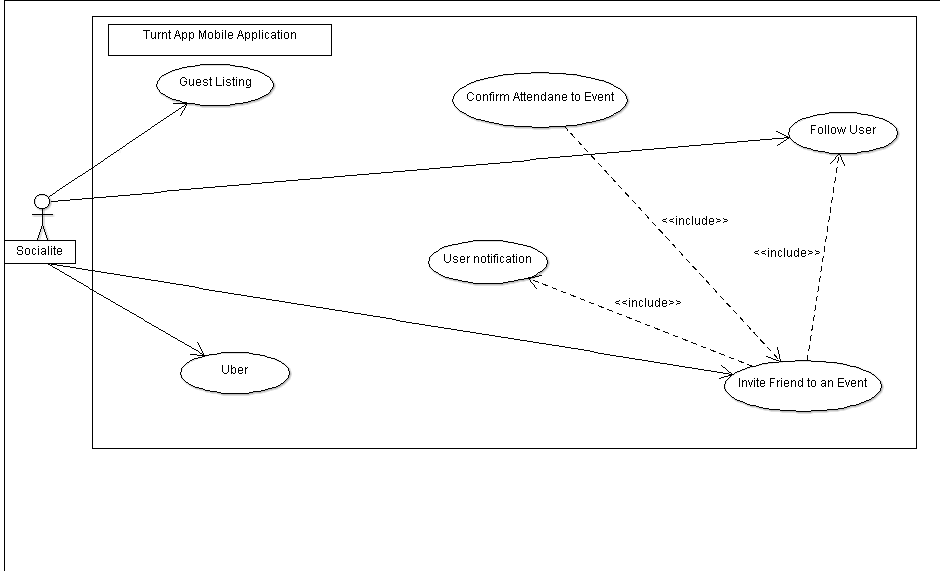 Turnt App Mobile Application
Guest Listing
Confirm Attendane to Event
Follow User
<<include>>
Socialite
User notification
<<include>>
<<include>>
Uber
Invite Friend to an Event